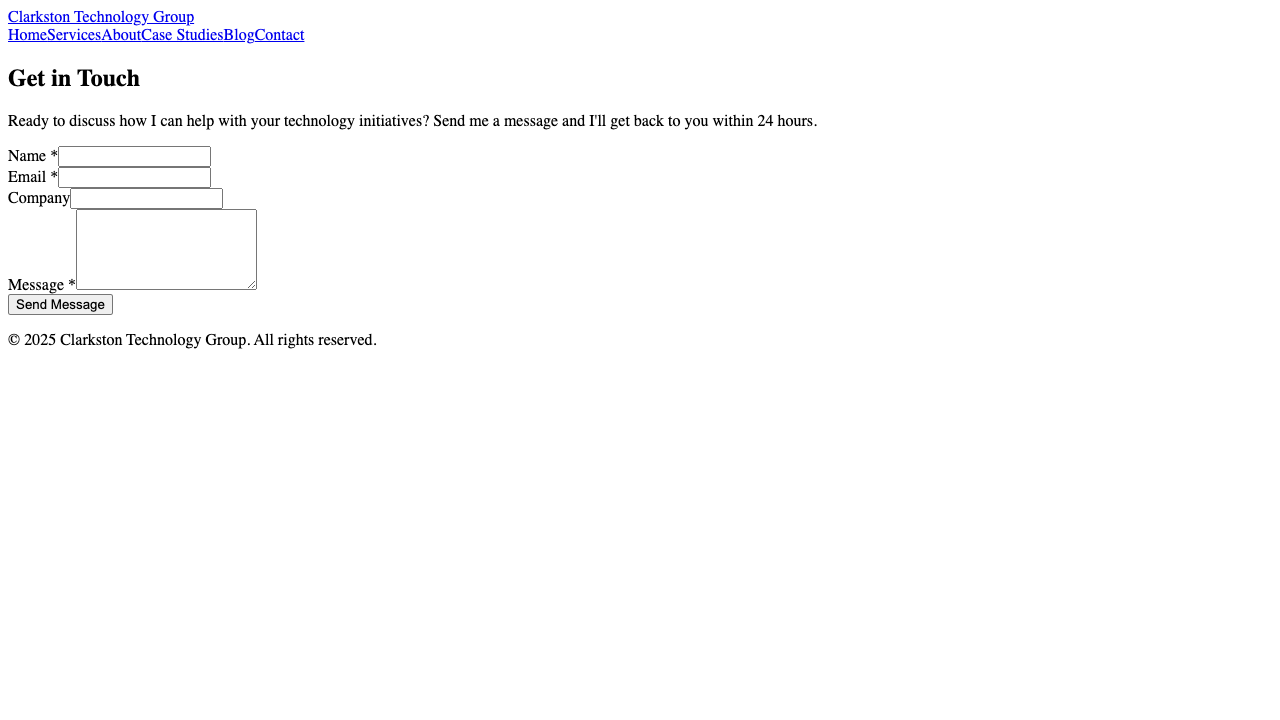 Clarkston Technology Group
HomeServicesAboutCase StudiesBlogContact
Get in Touch
Ready to discuss how I can help with your technology initiatives? Send me a message and I'll get back to you within 24 hours.
Name *
Email *
Company
Message *
Send Message
© 2025 Clarkston Technology Group. All rights reserved.